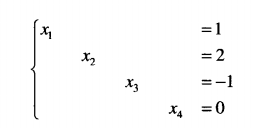 x₁ = 1
x₂ = 2
x₃ = -1
x₄ = 0